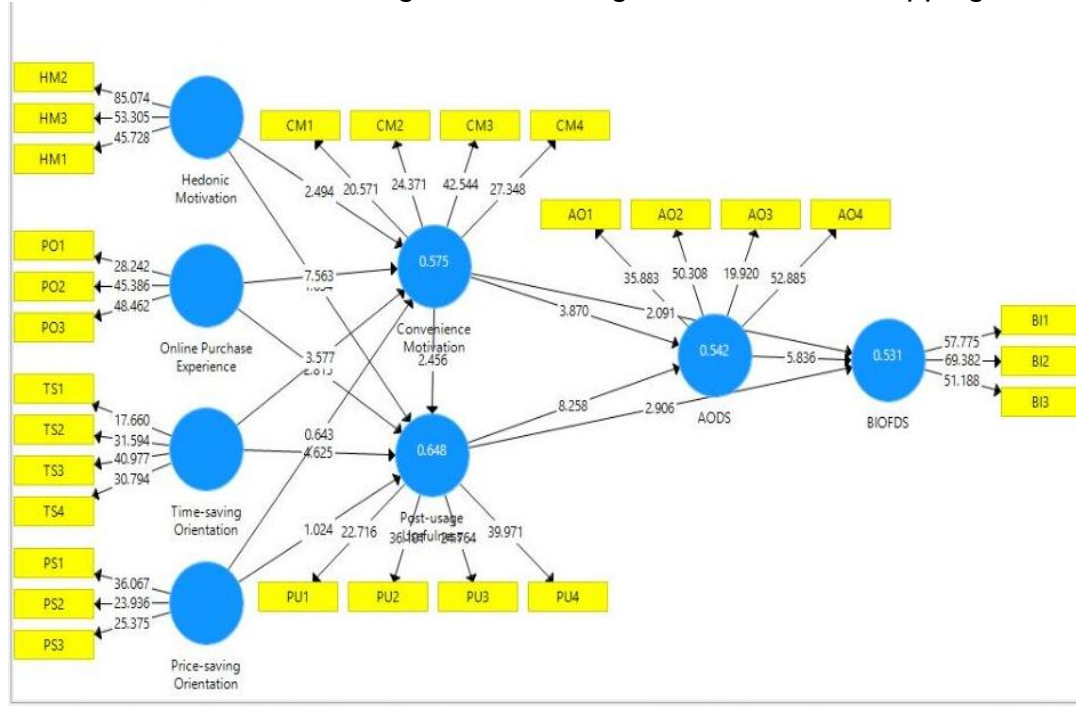 HM2
HM3
HM1
85.074
53.305
45.728
Hedonic
Motivation
CM1
CM2
CM3
CM4
2.494
20.571
24.371
42.544
27.348
PO1
PO2
PO3
28.242
45.386
48.462
Online Purchase
Experience
7.563
0.575
Convenience
Motivation
2.456
AO1
AO2
AO3
AO4
35.883
50.308
19.920
52.885
3.870
2.091
0.542
AODS
5.836
0.531
BIOFDS
BI1
BI2
BI3
57.775
69.382
51.188
TS1
TS2
TS3
TS4
17.660
31.594
40.977
30.794
Time-saving
Orientation
3.577
0.643
4.625
8.258
2.906
0.648
Post-usage
Usefulness
PS1
PS2
PS3
36.067
23.936
25.375
Price-saving
Orientation
1.024
22.716
39.971
PU1
PU2
PU3
PU4